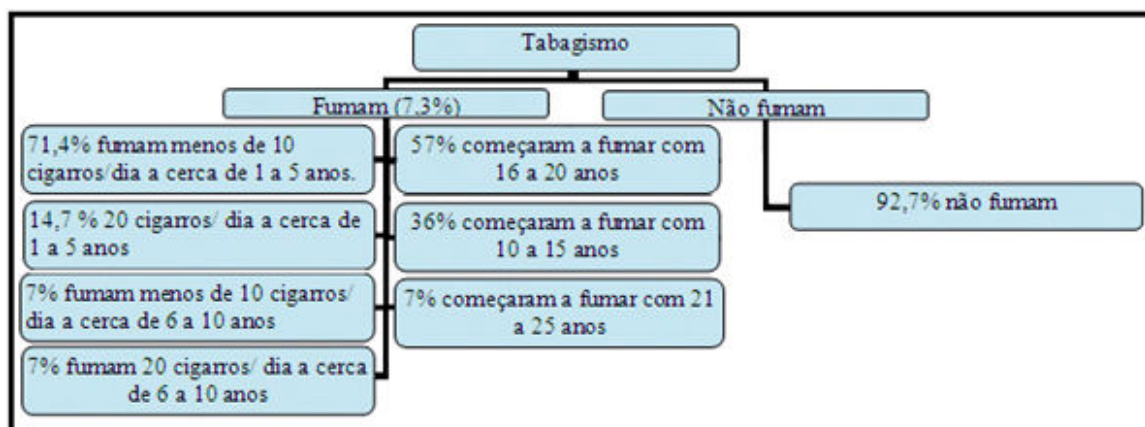 Tabagismo
Fumam (7,3%)
Não fumam
71,4% fumam menos de 10
cigarros/dia a cerca de 1 a 5 anos.
14,7 % 20 cigarros/ dia a cerca de
1 a 5 anos
7% fumam menos de 10 cigarros/
dia a cerca de 6 a 10 anos
7% fumam 20 cigarros/ dia a cerca
de 6 a 10 anos
57% começaram a fumar com
16 a 20 anos
36% começaram a fumar com
10 a 15 anos
7% começaram a fumar com 21
a 25 anos
92,7% não fumam